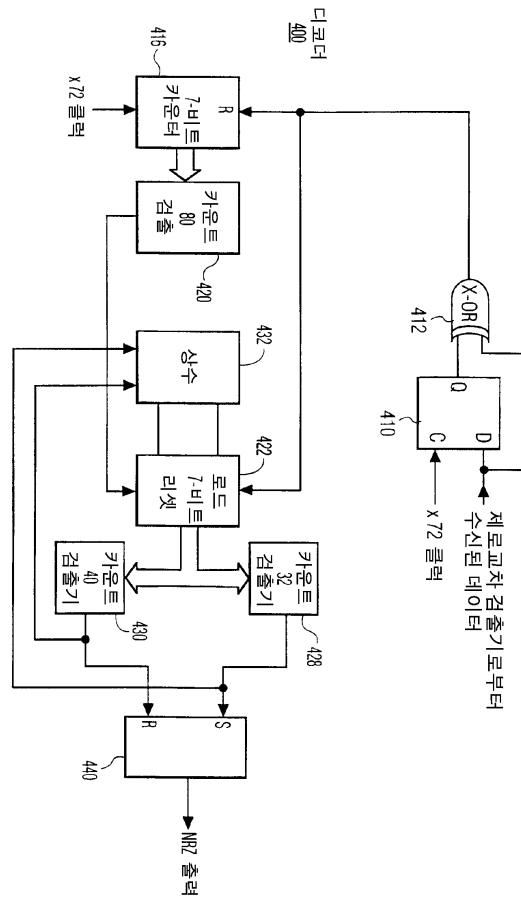 디코더
400
제로교차 검출기로부터
수신된 데이터
D
Q
C
410
x 72 클럭
X-OR
412
416
R
7-비트
카운터
x 72 클럭
카운트
80
검출
420
상수
432
로드
7-비트
리셋
422
카운트
32
검출기
428
카운트
40
검출기
430
S
R
440
NRZ 출력